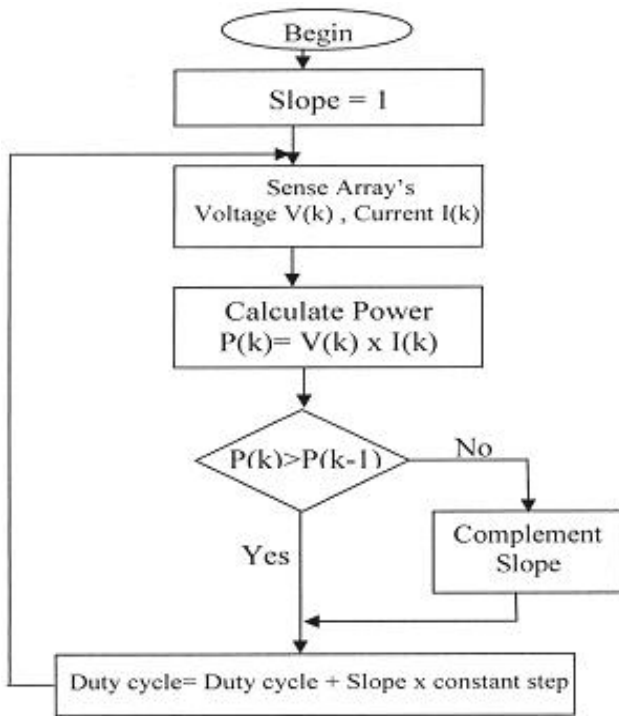 Begin
Slope = 1
Sense Array's
Voltage V(k) , Current I(k)
Calculate Power
P(k)= V(k) x I(k)
P(k)>P(k-1)
No
Yes
Complement
Slope
Duty cycle= Duty cycle + Slope x constant step